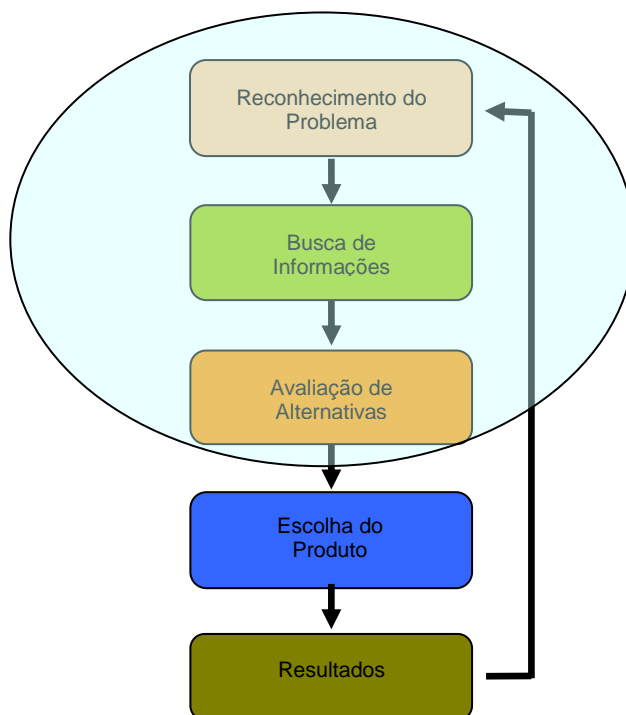 Reconhecimento do
Problema
Busca de
Informações
Avaliação de
Alternativas
Escolha do
Produto
Resultados